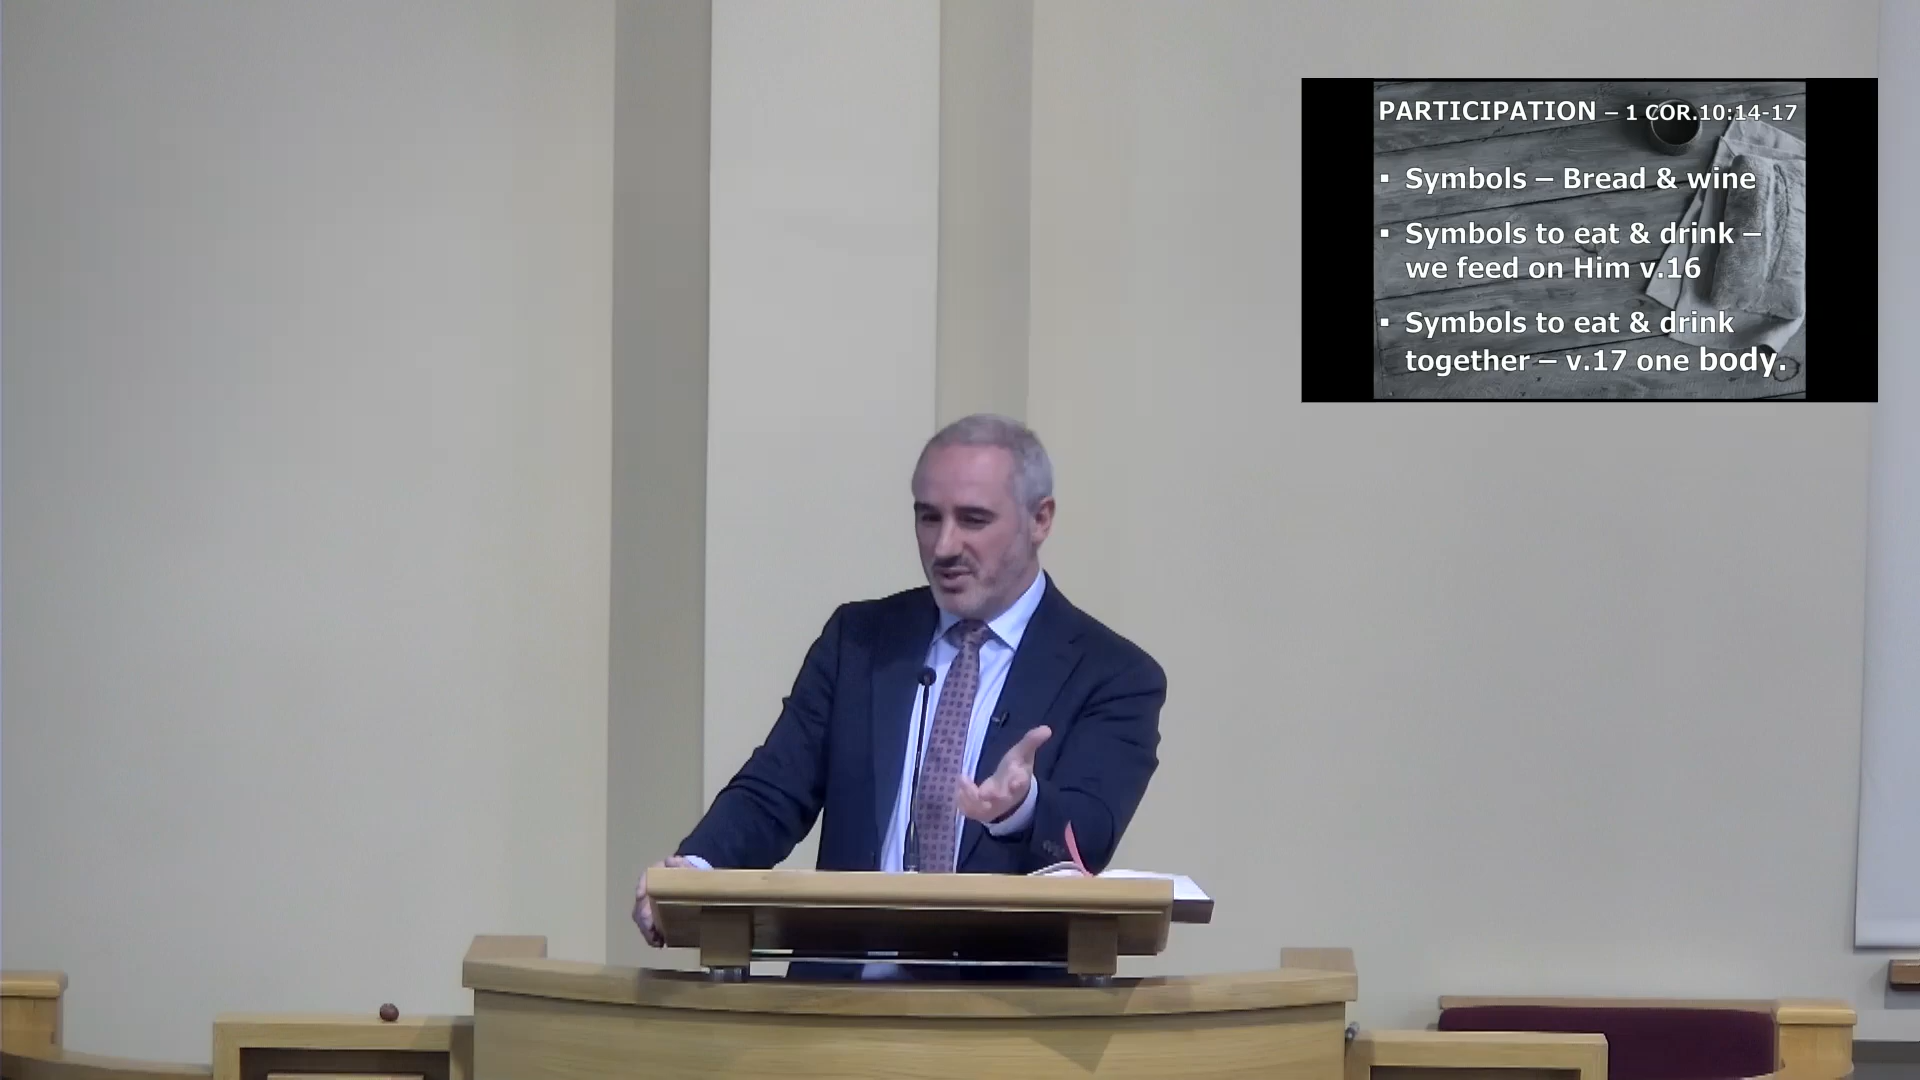 PARTICIPATION – 1 COR.10:14-17
▪ Symbols – Bread & wine
▪ Symbols to eat & drink –
we feed on Him v.16
▪ Symbols to eat & drink
together – v.17 one body.